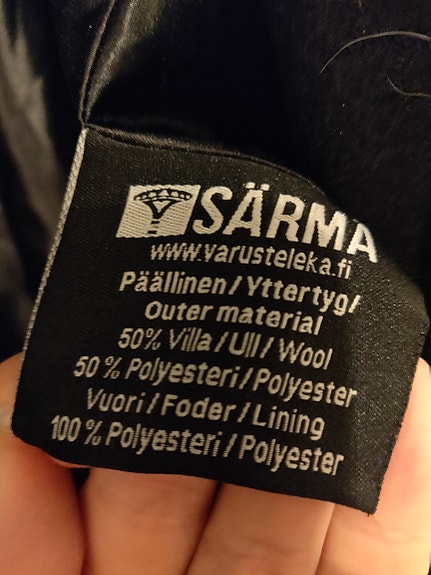 SÄRMA
www.varusteleka.fi
Päällinen/Yttertyg/
Outer material
50% Villa/Ull/Wool
50 % Polyesteri/Polyester
Vuori/Foder/Lining
100 % Polyesteri/Polyester